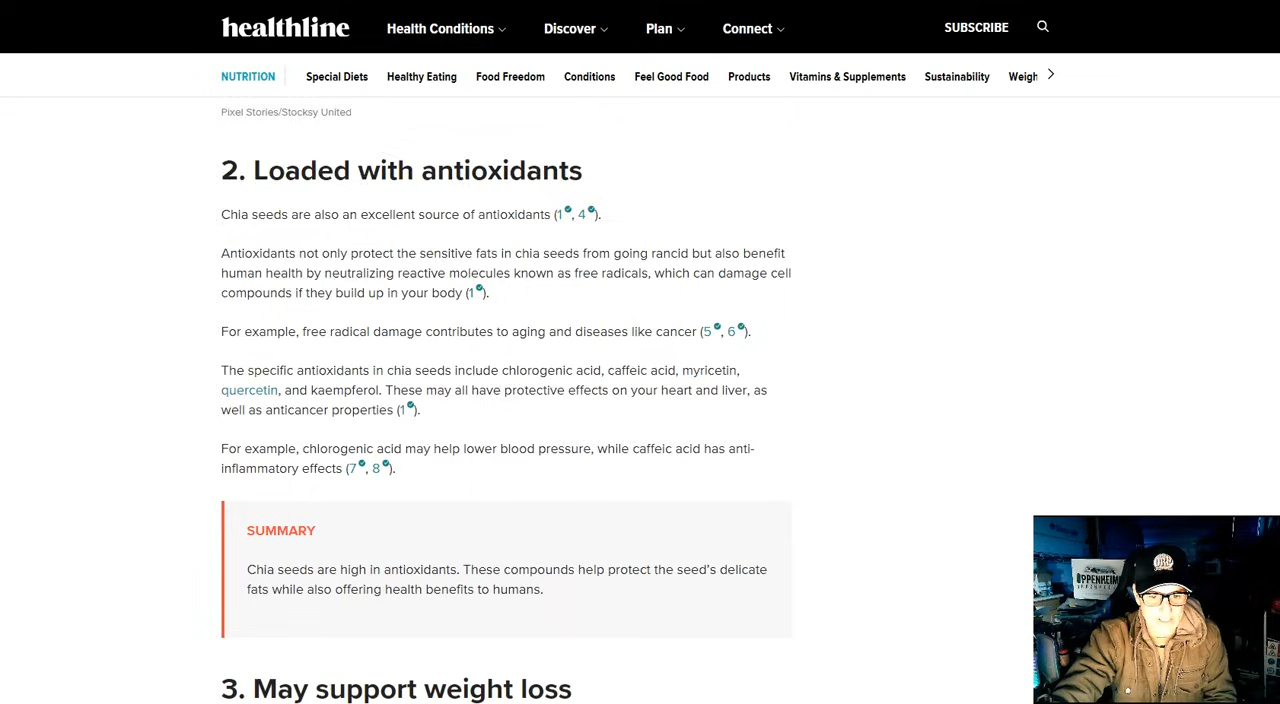 healthline Health Conditions Discover Plan Connect SUBSCRIBE
NUTRITION Special Diets Healthy Eating Food Freedom Conditions Feel Good Food Products Vitamins & Supplements Sustainability Weigh
Pixel Stories/Stocksy United
2. Loaded with antioxidants
Chia seeds are also an excellent source of antioxidants (1, 4).
Antioxidants not only protect the sensitive fats in chia seeds from going rancid but also benefit
human health by neutralizing reactive molecules known as free radicals, which can damage cell
compounds if they build up in your body (1).
For example, free radical damage contributes to aging and diseases like cancer (5, 6).
The specific antioxidants in chia seeds include chlorogenic acid, caffeic acid, myricetin,
quercetin, and kaempferol. These may all have protective effects on your heart and liver, as
well as anticancer properties (1).
For example, chlorogenic acid may help lower blood pressure, while caffeic acid has anti-
inflammatory effects (7, 8).
SUMMARY
Chia seeds are high in antioxidants. These compounds help protect the seed's delicate
fats while also offering health benefits to humans.
3. May support weight loss